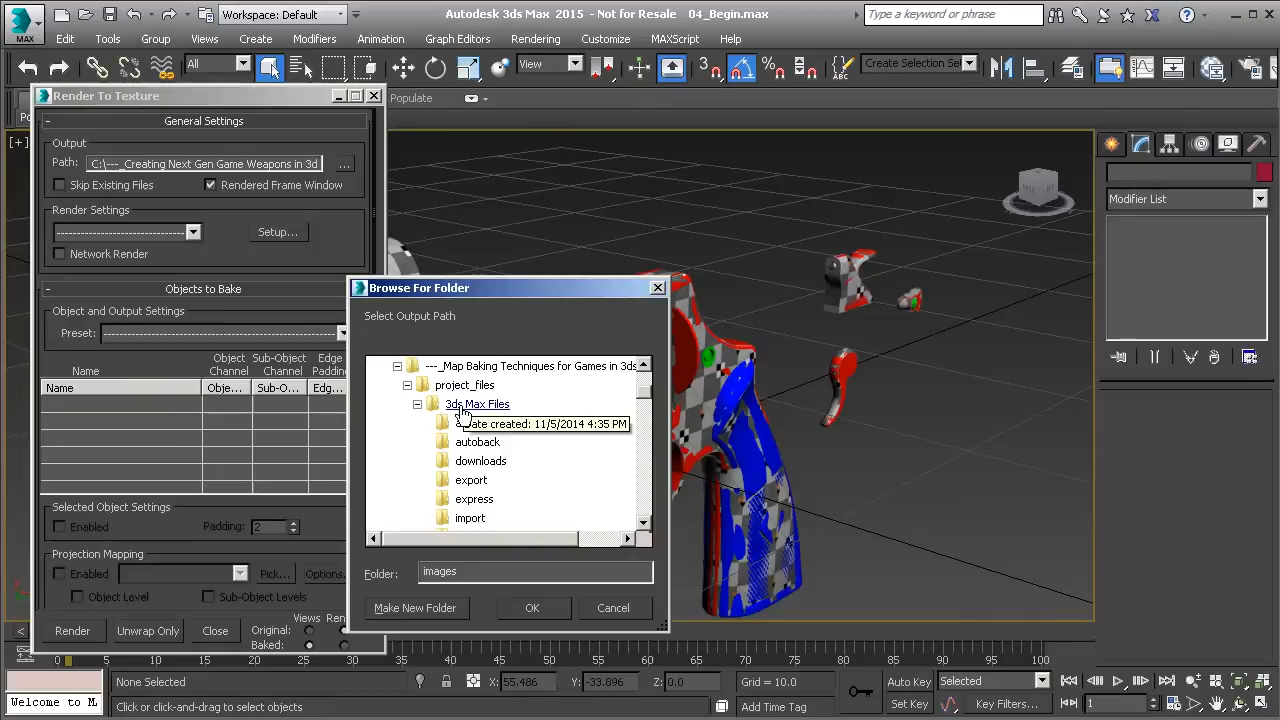 Workspace: Default
Autodesk 3ds Max 2015 - Not for Resale 04_Begin.max
Type a keyword or phrase
MAX
Edit Tools Group Views Create Modifiers Animation Graph Editors Rendering Customize MAXScript Help
All
View
Create Selection Se
Render To Texture
Populate
General Settings
Output
Path: C:\---_Creating Next Gen Game Weapons in 3d ...
Skip Existing Files Rendered Frame Window
Render Settings
Setup...
Network Render
Objects to Bake
Object and Output Settings
Preset:
Object Sub-Object Edge
Name Channel Channel Padding
Name Obje... Sub-O... Edg...
Selected Object Settings
Enabled Padding: 2
Projection Mapping
Enabled Pick... Options...
Object Level Sub-Object Levels
Views Ren
Render Unwrap Only Close Original:
Baked:
[+]
Browse For Folder
Select Output Path
---_Map Baking Techniques for Games in 3ds
project_files
3ds Max Files
ate created: 11/5/2014 4:35 PM
autoback
downloads
export
express
import
Folder: images
Make New Folder OK Cancel
Modifier List
0 5 10 15 20 25 30 35 40 45 50 55 60 65 70 75 80 85 90 95 100
None Selected X: 55.486 Y: -33.896 Z: 0.0 Grid = 10.0 Auto Key Selected
Welcome to M Click or click-and-drag to select objects Add Time Tag Set Key Key Filters... 1